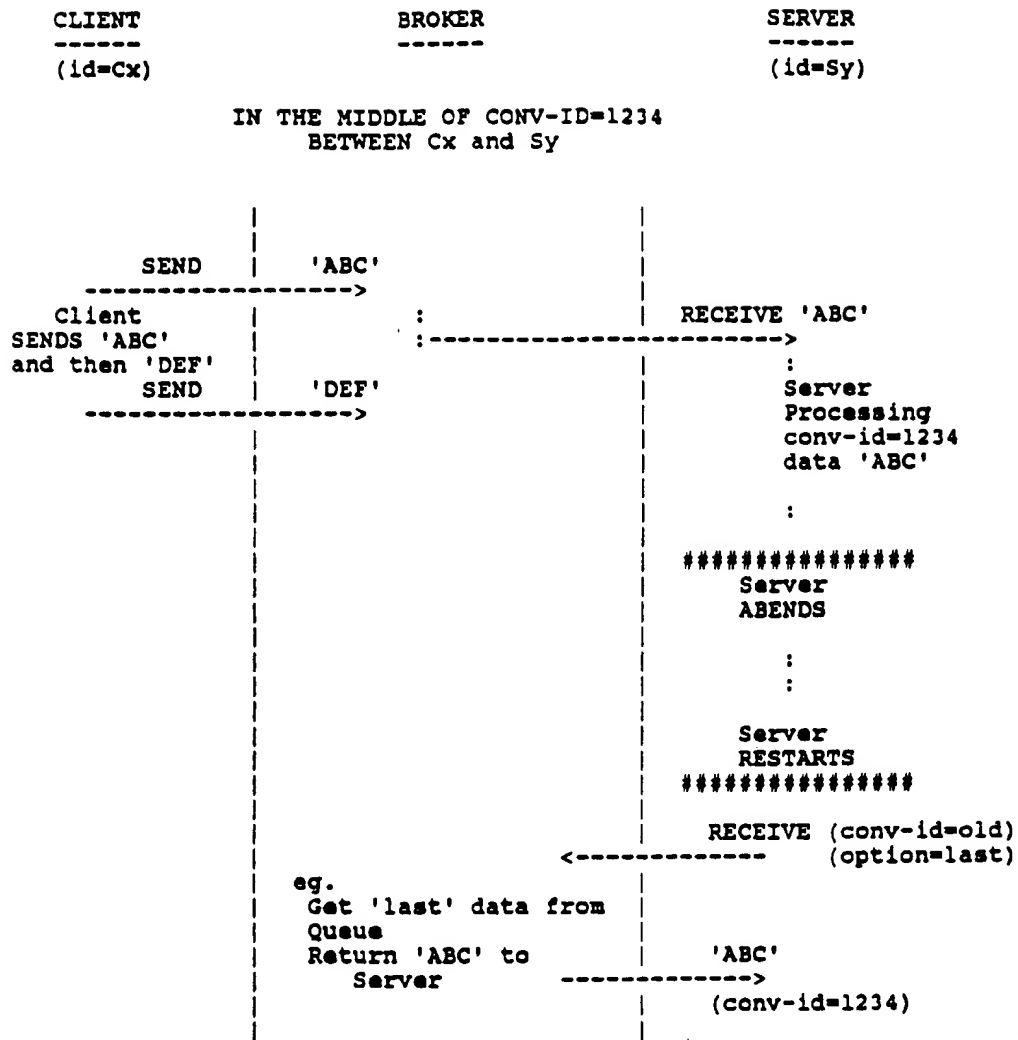 CLIENT BROKER SERVER
------ ------ ------
(id=Cx) (id=Sy)
IN THE MIDDLE OF CONV-ID=1234
BETWEEN Cx and Sy
SEND 'ABC'
------------------->
Client : RECEIVE 'ABC'
SENDS 'ABC' :------------------------>
and then 'DEF' :
SEND 'DEF' Server
-------------------> Processing
conv-id=1234
data 'ABC'
:
################
Server
ABENDS
:
:
Server
RESTARTS
################
RECEIVE (conv-id=old)
<-------------- (option=last)
eg.
Get 'last' data from
Queue
Return 'ABC' to 'ABC'
Server -------------->
(conv-id=1234)